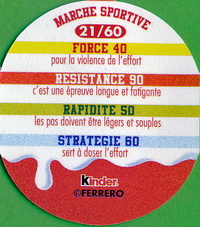 MARCHE SPORTIVE
21/60
FORCE 40
pour la violence de l'effort
RESISTANCE 90
c'est une épreuve longue et fatigante
RAPIDITE 50
les pas doivent être légers et souples
STRATEGIE 60
sert à doser l'effort
Kinder
©FERRERO